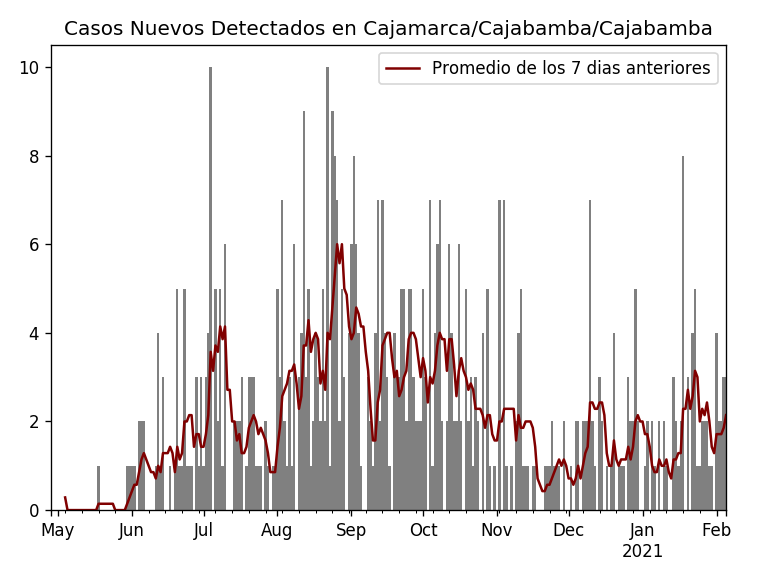 Casos Nuevos Detectados en Cajamarca/Cajabamba/Cajabamba
Promedio de los 7 dias anteriores
10
8
6
4
2
0
May Jun Jul Aug Sep Oct Nov Dec Jan Feb
2021